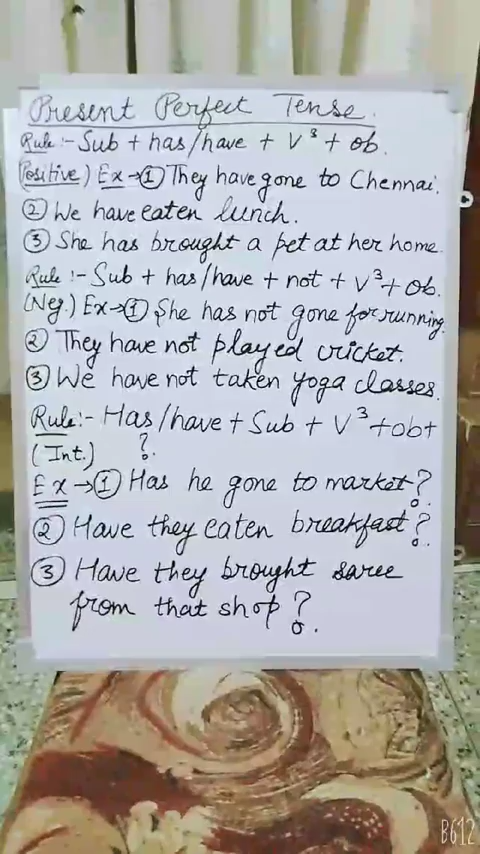 Present Perfect Tense.
Rule:- Sub + has/have + V³ + ob.
(Positive) Ex→① They have gone to Chennai.
② We have eaten lunch.
③ She has brought a pet at her home.
Rule:- Sub + has/have + not + V³ + ob.
(Neg.) Ex→① She has not gone for running.
② They have not played cricket.
③ We have not taken yoga classes.
Rule:- Has/have + Sub + V³ + ob +
(Int.) ?
Ex→① Has he gone to market?
② Have they eaten breakfast?
③ Have they brought saree
from that shop?
B612